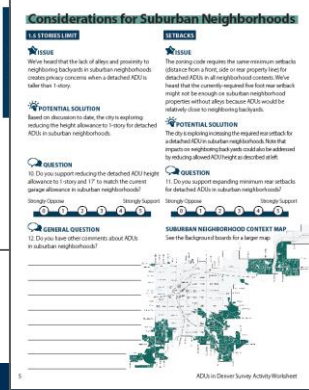 Considerations for Suburban Neighborhoods
1.5 STORIES LIMIT
ISSUE
We've heard that the lack of alleys and proximity to
neighboring backyards in suburban neighborhoods
creates privacy concerns when a detached ADU is
taller than 1-story.
POTENTIAL SOLUTION
Based on discussion to date, the city is exploring
reducing the height allowance to 1-story for detached
ADUs in suburban neighborhoods.
QUESTION
10. Do you support reducing the detached ADU height
allowance to 1-story and 17' to match the current
garage allowance in suburban neighborhoods?
Strongly Oppose Strongly Support
0 1 2 3 4 5
GENERAL QUESTION
12. Do you have other comments about ADUs
in suburban neighborhoods?
SETBACKS
ISSUE
The zoning code requires the same minimum setbacks
(distance from a front, side or rear property line) for
detached ADUs in all neighborhood contexts. We've
heard that the currently required five foot rear setback
might not be enough on suburban neighborhood
properties without alleys because ADUs would be
relatively close to neighboring backyards.
POTENTIAL SOLUTION
The city is exploring increasing the required rear setback for
a detached ADU in suburban neighborhoods. Note that
impacts on neighboring back yards could also be addressed
by reducing allowed ADU height as described at left.
QUESTION
11. Do you support expanding minimum rear setbacks
for detached ADUs in suburban neighborhoods?
Strongly Oppose Strongly Support
0 1 2 3 4 5
SUBURBAN NEIGHBORHOOD CONTEXT MAP
See the Background boards for a larger map.
5
ADUs in Denver Survey Activity Worksheet